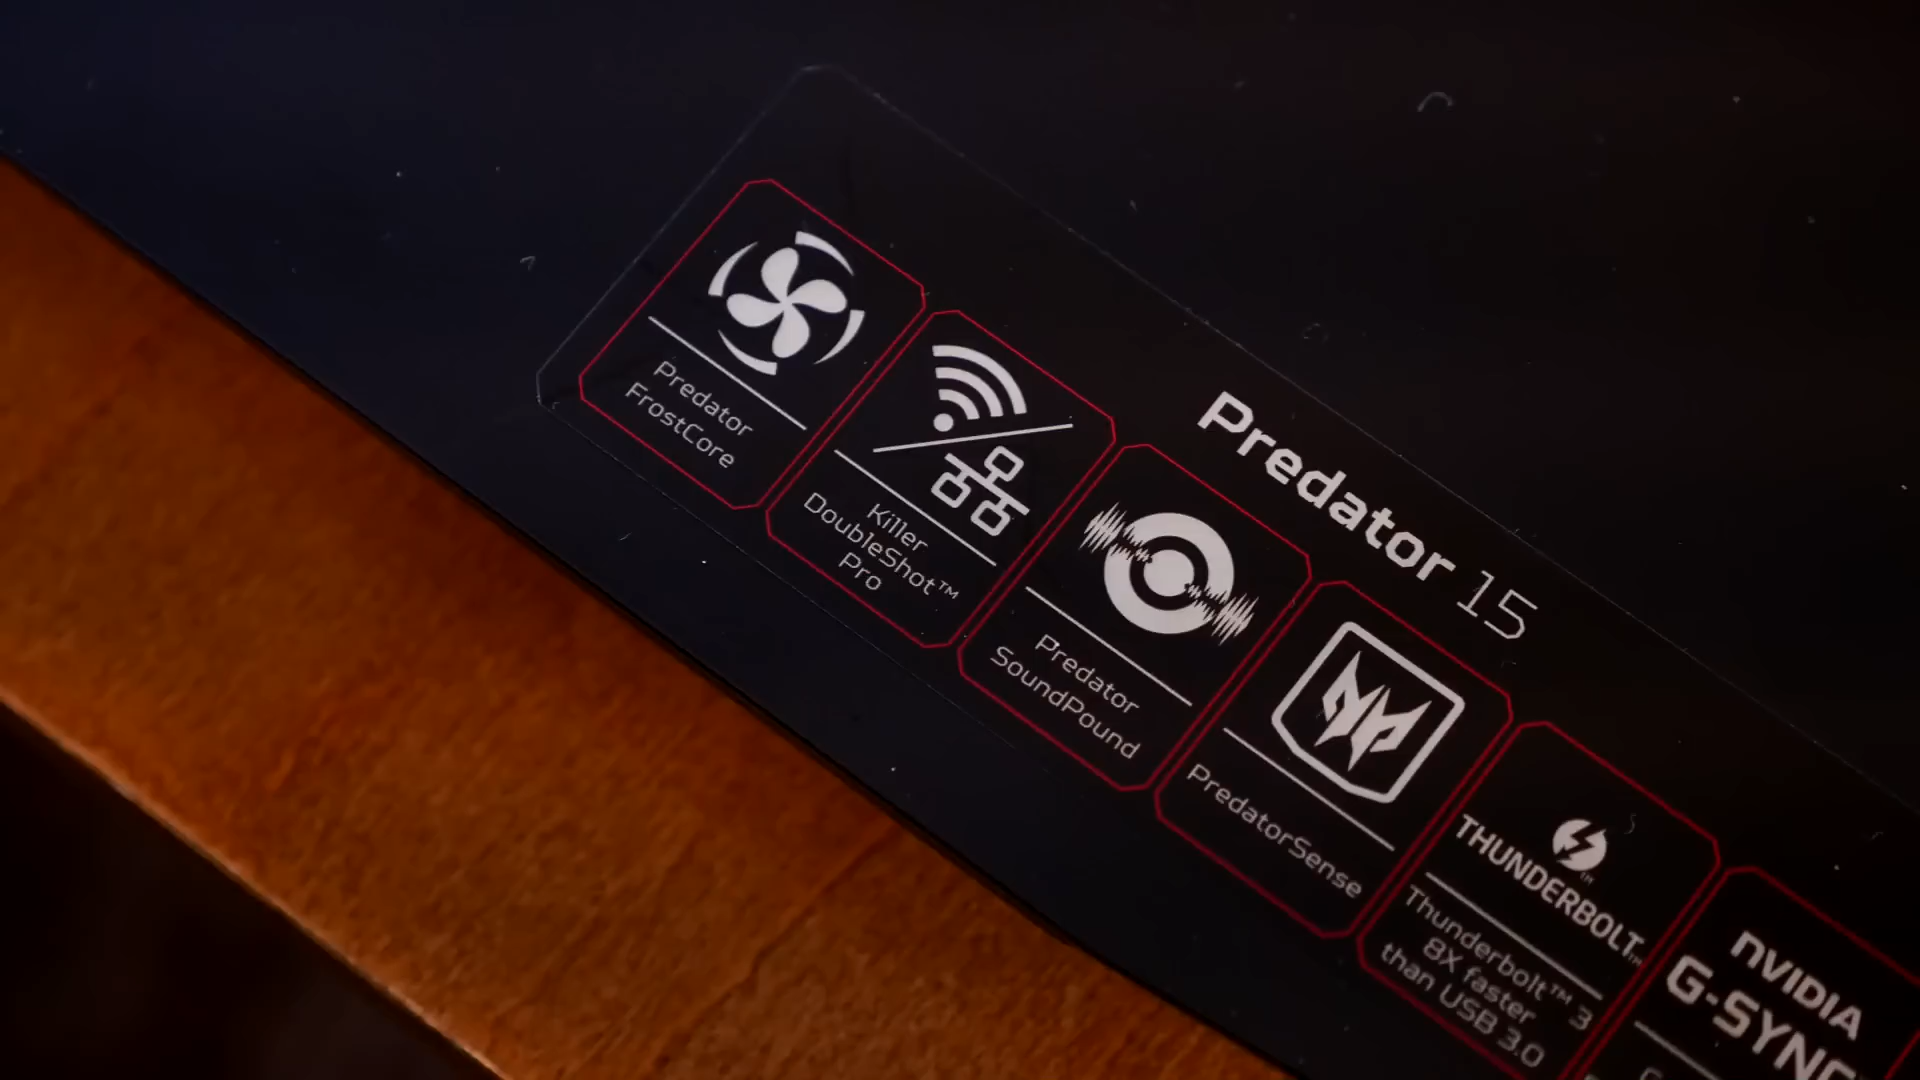 Predator 15
Predator
FrostCore
Killer
DoubleShot™
Pro
Predator
SoundPound
PredatorSense
THUNDERBOLT™
Thunderbolt™ 3
8X faster
than USB 3.0
nVIDIA
G-SYNC